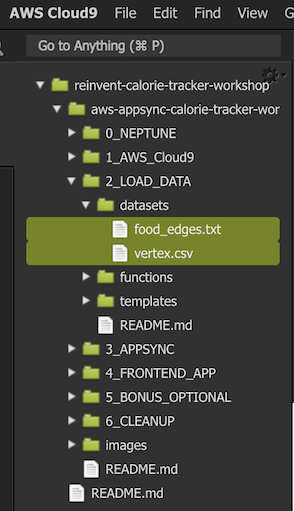 AWS Cloud9 File Edit Find View G
Go to Anything (⌘ P)
reinvent-calorie-tracker-workshop
aws-appsync-calorie-tracker-wor
0_NEPTUNE
1_AWS_Cloud9
2_LOAD_DATA
datasets
food_edges.txt
vertex.csv
functions
templates
README.md
3_APPSYNC
4_FRONTEND_APP
5_BONUS_OPTIONAL
6_CLEANUP
images
README.md
README.md